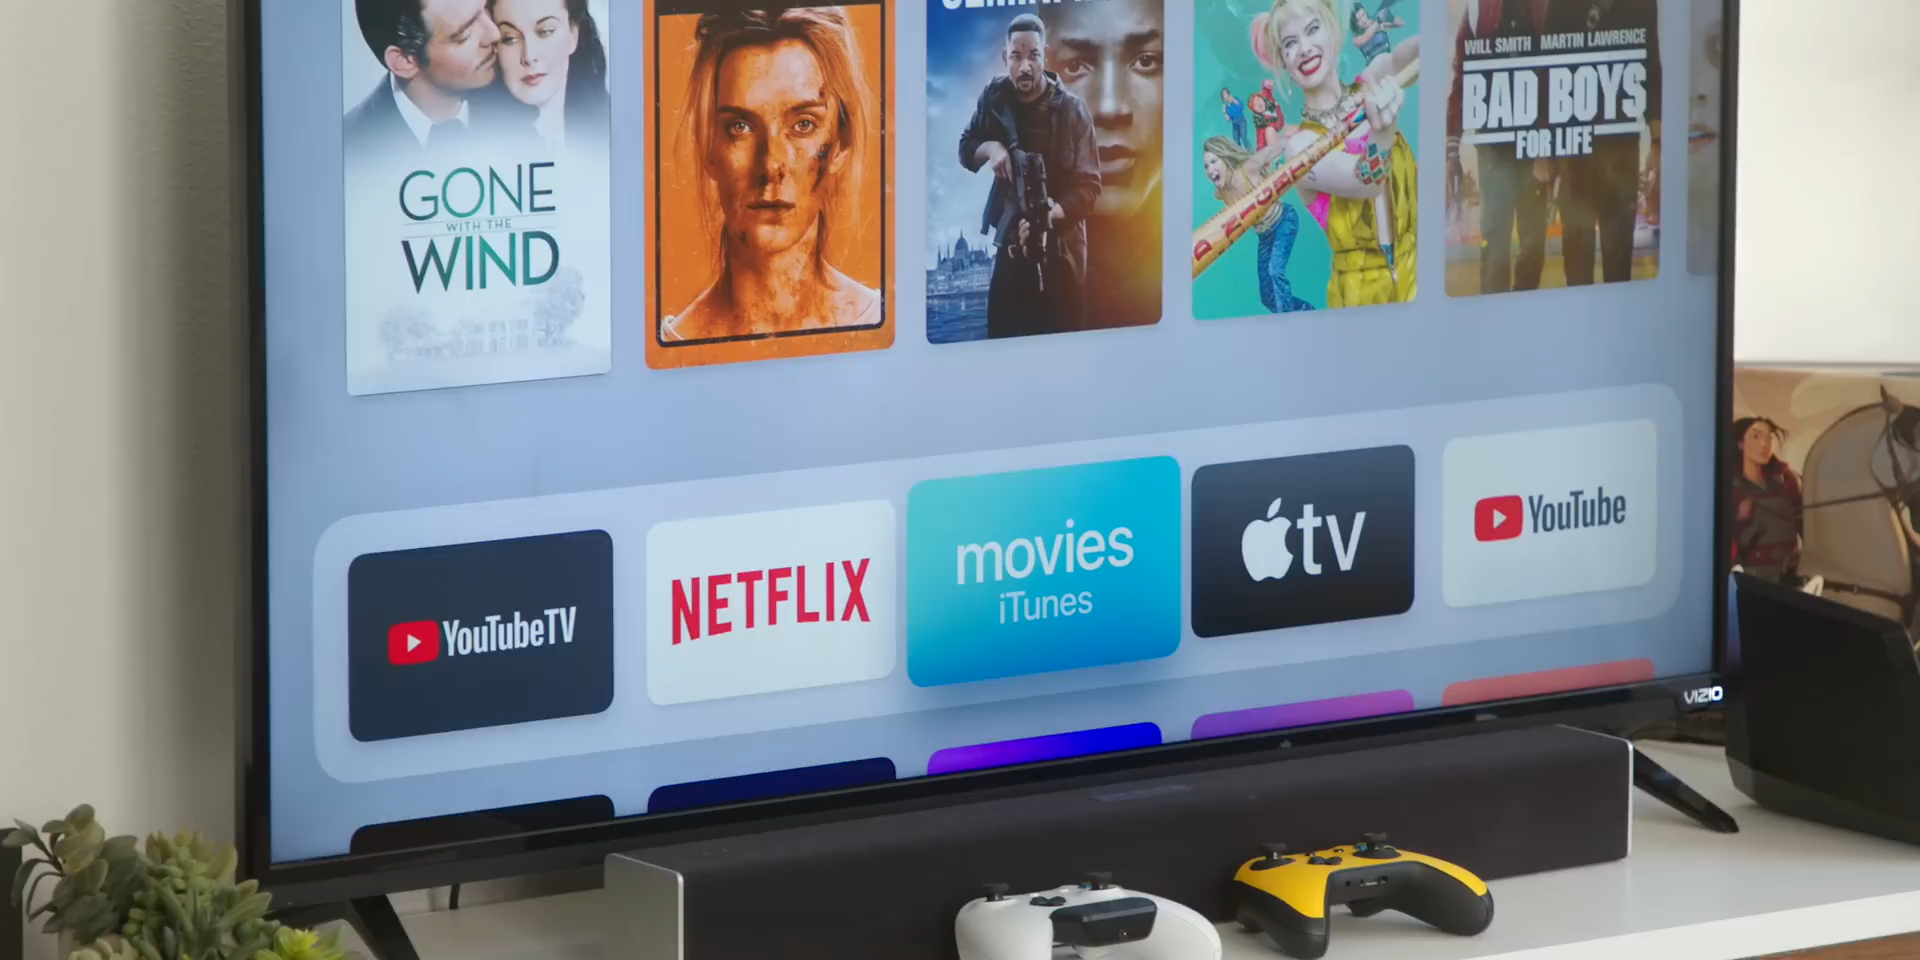 GONE
WITH THE
WIND
WILL SMITH MARTIN LAWRENCE
BAD BOYS
FOR LIFE
YouTubeTV
NETFLIX
movies
iTunes
tv
YouTube
VIZIO